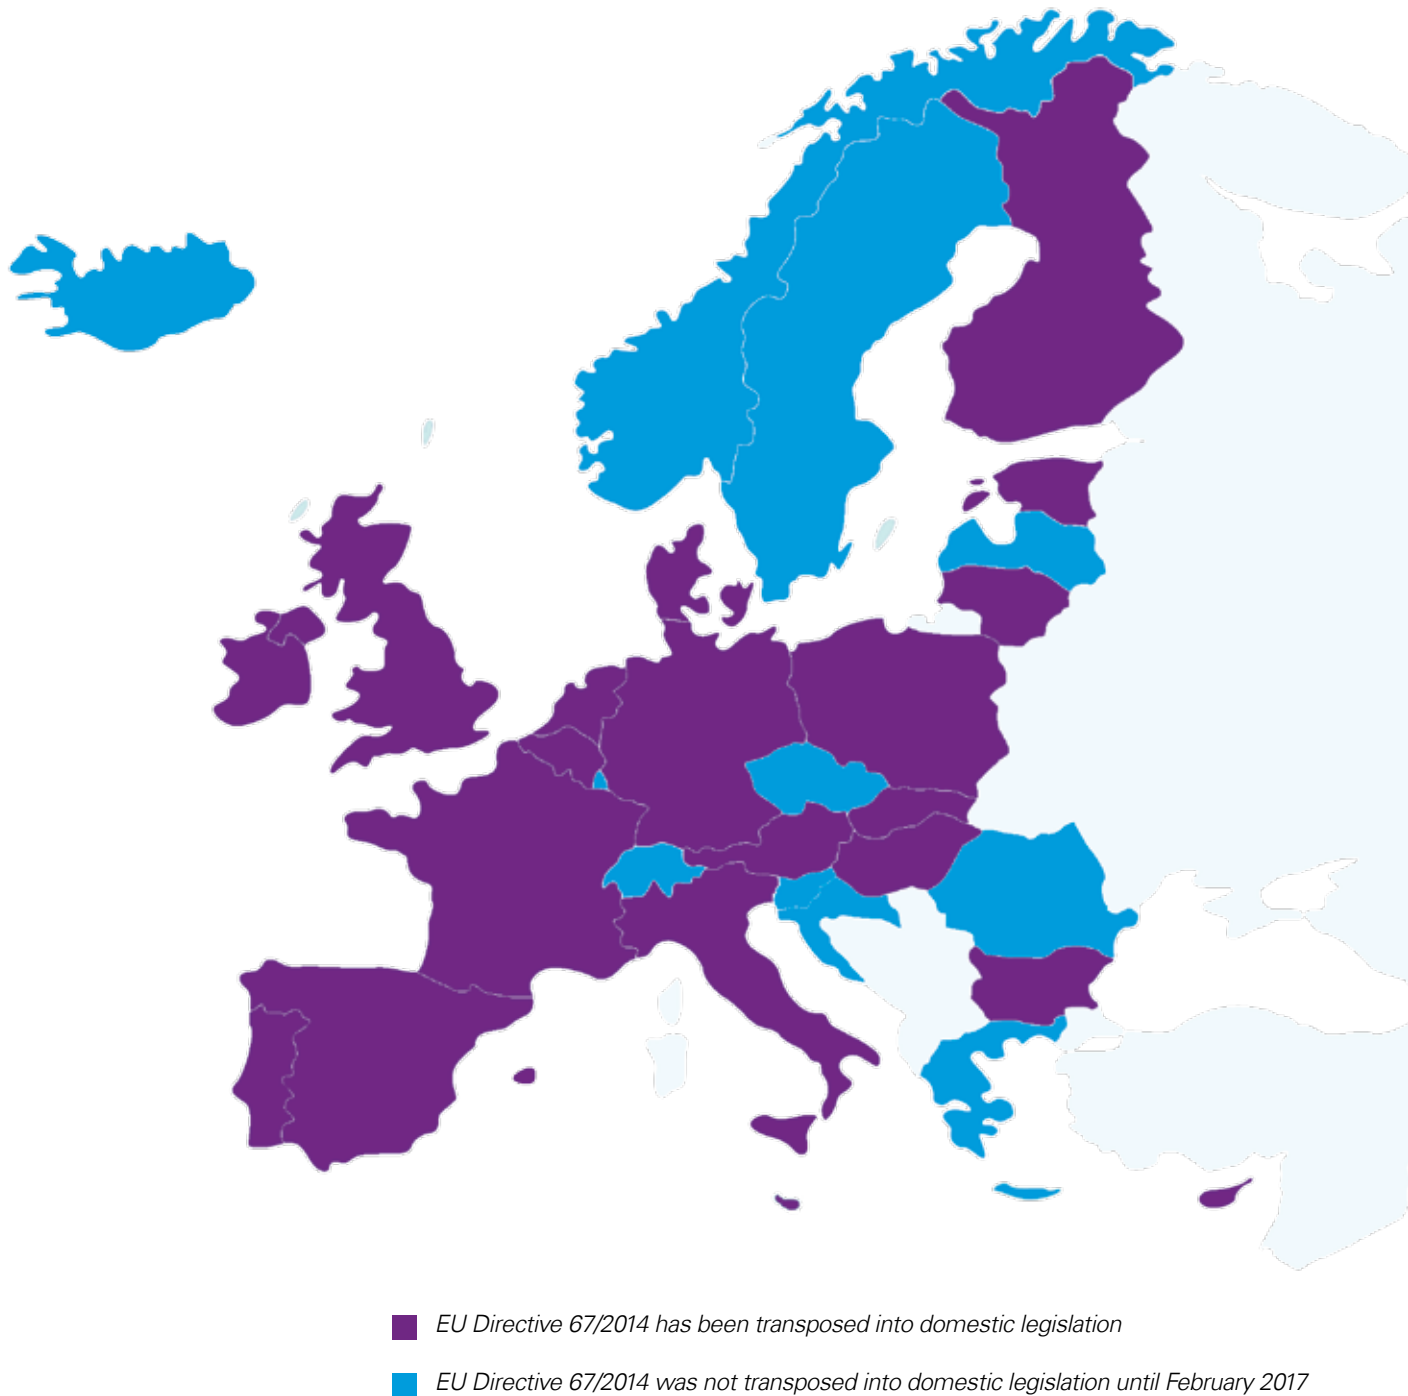 EU Directive 67/2014 has been transposed into domestic legislation
EU Directive 67/2014 was not transposed into domestic legislation until February 2017